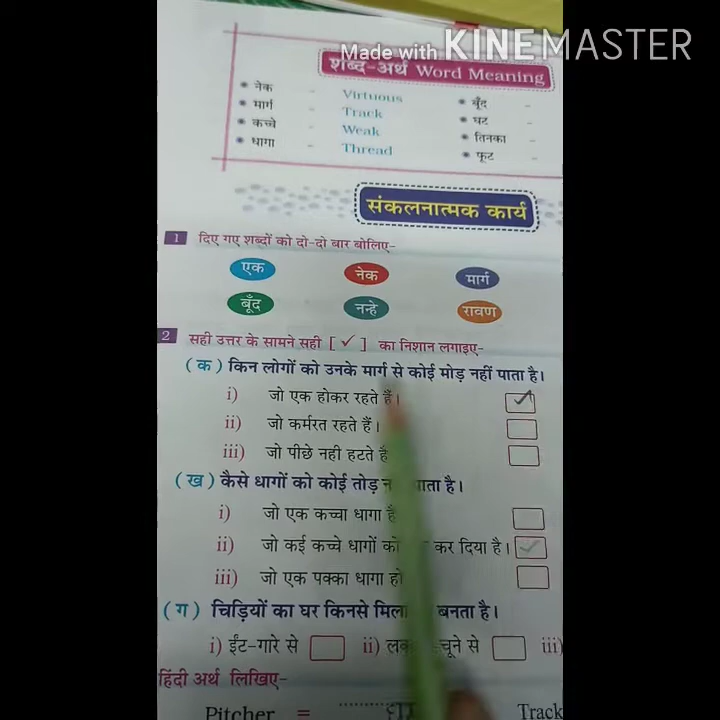 Made with KINEMASTER
शब्द-अर्थ Word Meaning
• नेक - Virtuous • बूँद -
• मार्ग - Track • घट -
• कच्चे - Weak • तिनका -
• धागा - Thread • फूट -
संकलनात्मक कार्य
1 दिए गए शब्दों को दो-दो बार बोलिए-
एक नेक मार्ग
बूँद नन्हे रावण
2 सही उत्तर के सामने सही [ ✓ ] का निशान लगाइए-
(क) किन लोगों को उनके मार्ग से कोई मोड़ नहीं पाता है।
i) जो एक होकर रहते हैं। ✓
ii) जो कर्मरत रहते हैं।
iii) जो पीछे नही हटते है
(ख) कैसे धागों को कोई तोड़ पाता है।
i) जो एक कच्चा धागा है
ii) जो कई कच्चे धागों को कर दिया है। ✓
iii) जो एक पक्का धागा हो
(ग) चिड़ियों का घर किनसे मिला बनता है।
i) ईंट-गारे से ii) चूने से iii)
हिंदी अर्थ लिखिए-
Pitcher = Track